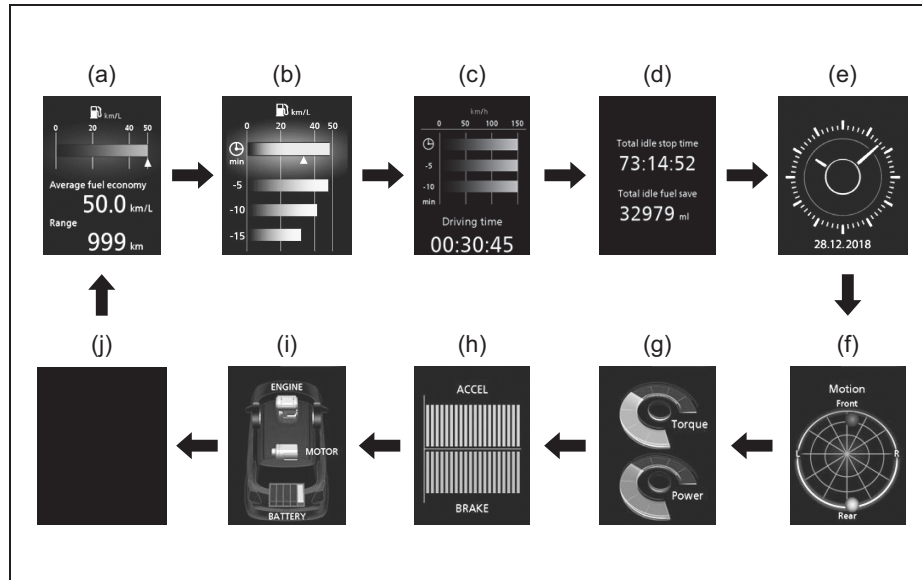 (a)
km/L
0 20 40 50
Average fuel economy
50.0 km/L
Range
999 km
(b)
km/L
0 20 40 50
min
-5
-10
-15
(c)
km/h
0 50 100 150
-5
-10
min
Driving time
00:30:45
(d)
Total idle stop time
73:14:52
Total idle fuel save
32979 ml
(e)
28.12.2018
(f)
Motion
Front
L R
Rear
(g)
Torque
Power
(h)
ACCEL
BRAKE
(i)
ENGINE
MOTOR
BATTERY
(j)